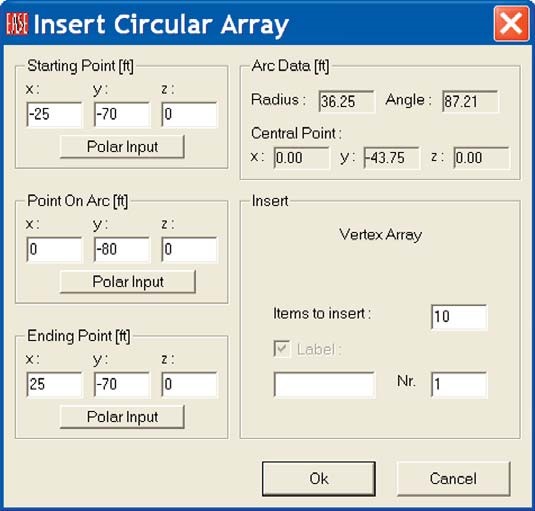 EASE Insert Circular Array
Starting Point [ft]
x : y : z :
-25 -70 0
Polar Input
Point On Arc [ft]
x : y : z :
0 -80 0
Polar Input
Ending Point [ft]
x : y : z :
25 -70 0
Polar Input
Arc Data [ft]
Radius : 36.25 Angle : 87.21
Central Point :
x : 0.00 y : -43.75 z : 0.00
Insert
Vertex Array
Items to insert : 10
Label :
Nr. 1
Ok Cancel